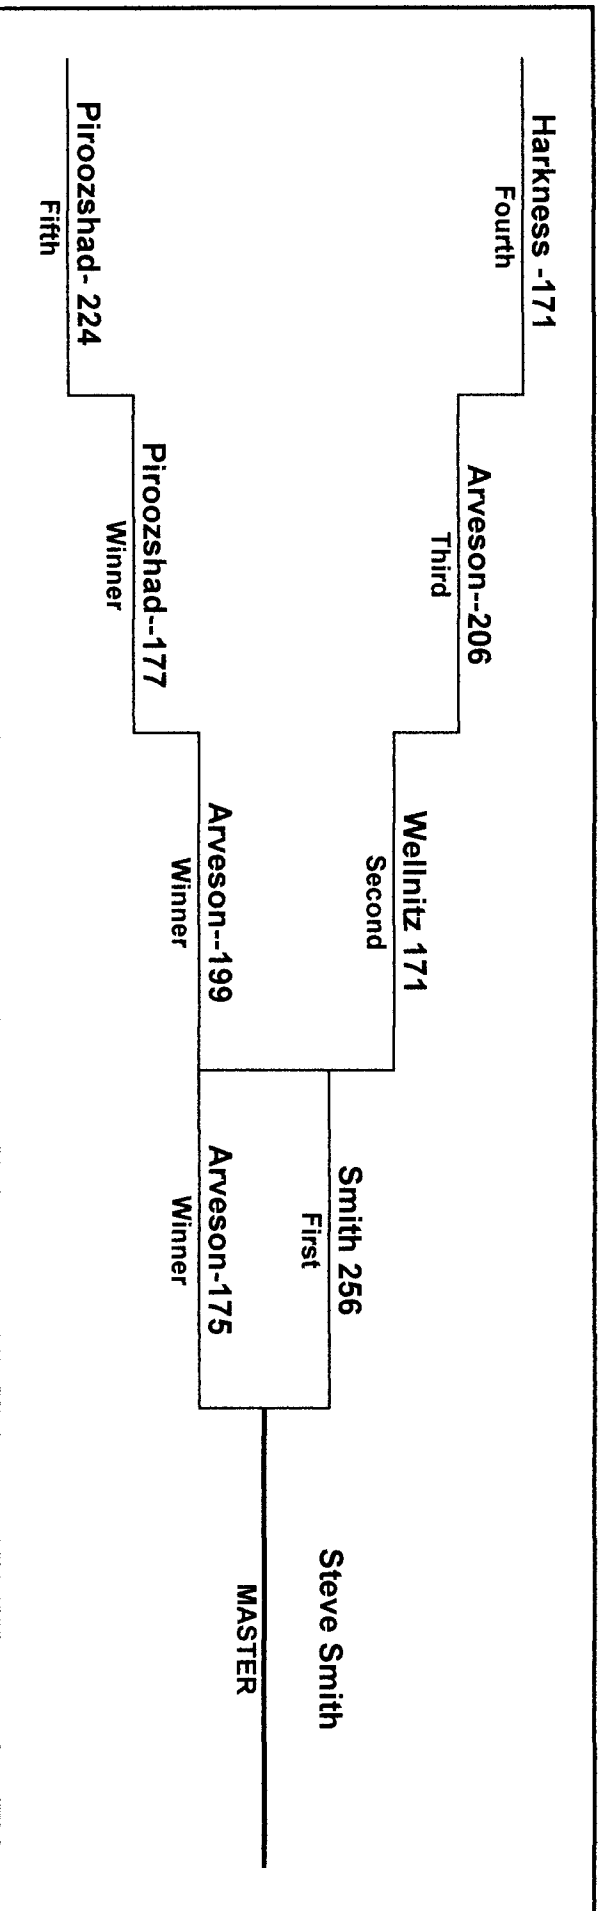 Harkness -171
Fourth
Arveson--206
Third
Wellnitz 171
Second
Smith 256
First
Steve Smith
MASTER
Piroozshad- 224
Fifth
Piroozshad--177
Winner
Arveson--199
Winner
Arveson-175
Winner